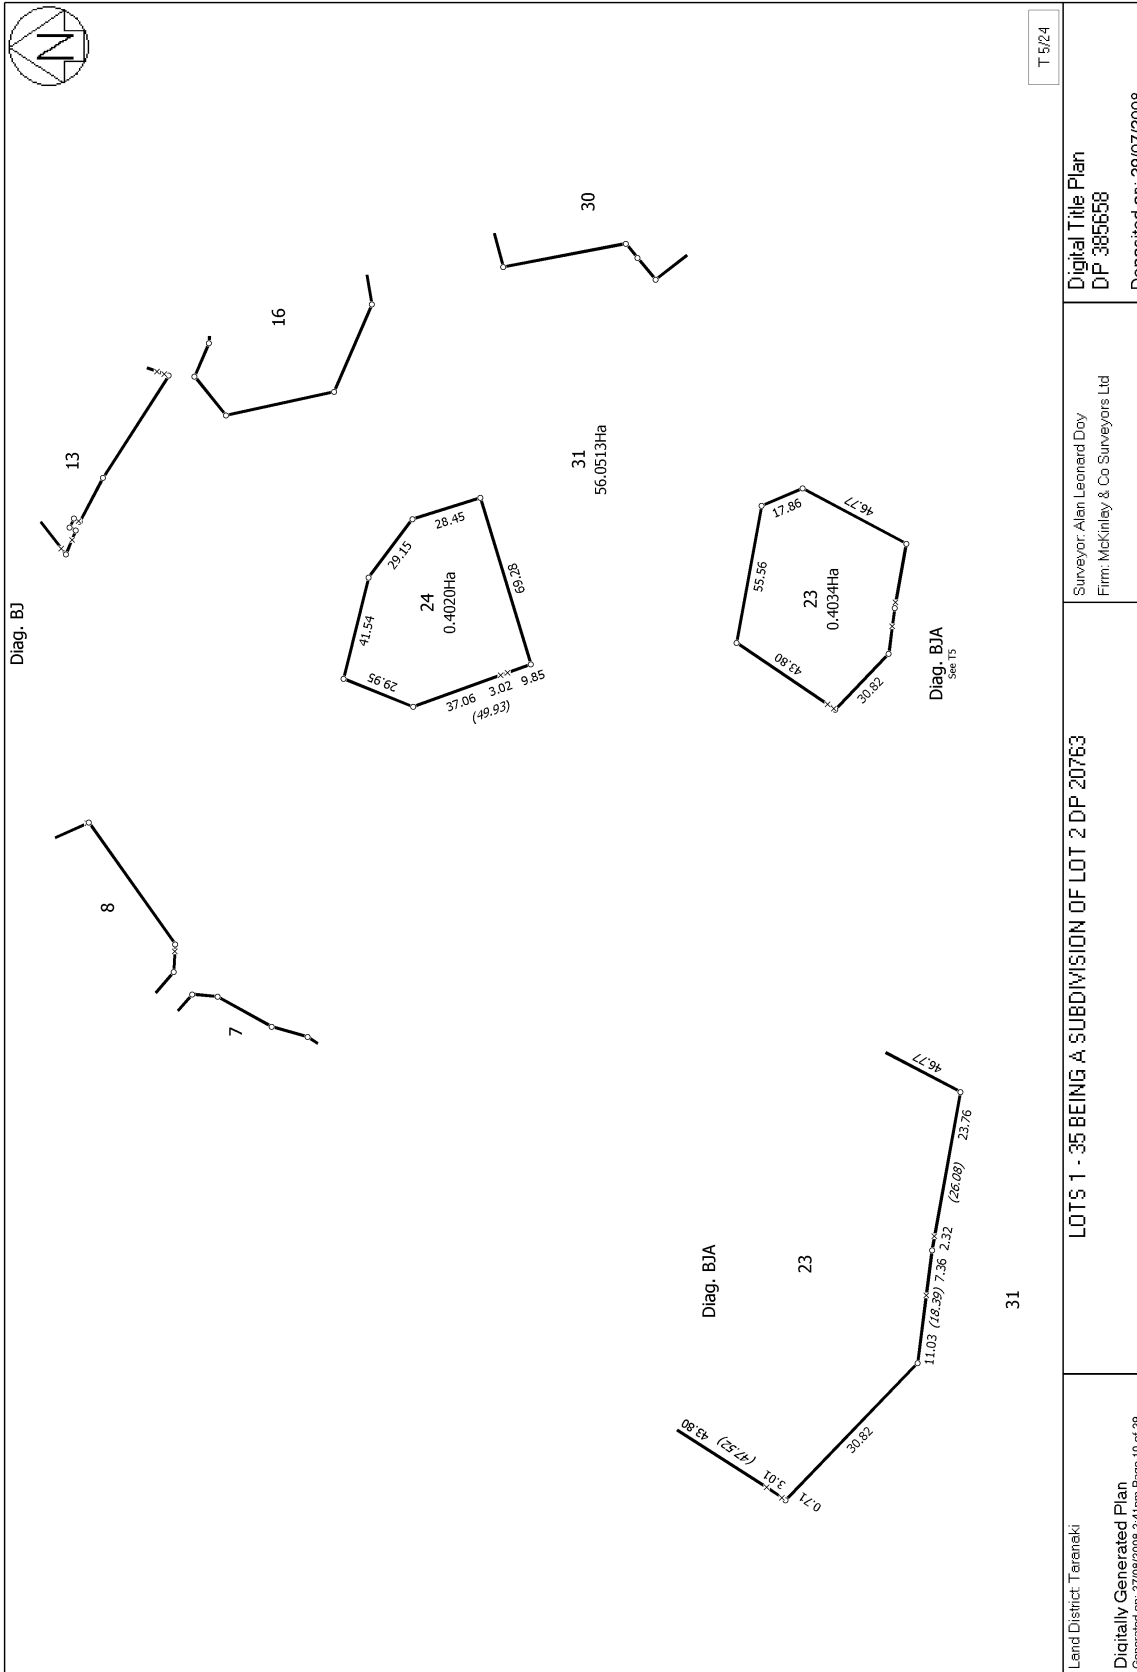 Diag. BJ
N
8
7
13
16
30
24
0.4020Ha
41.54
29.15
28.45
69.28
9.85
3.02
37.06
(49.93)
29.95
31
56.0513Ha
23
0.4034Ha
55.56
17.86
46.77
30.82
43.80
Diag. BJA
See T5
Diag. BJA
23
43.80
(47.52)
3.01
0.71
30.82
11.03
(18.39)
7.36
2.32
(26.08)
23.76
46.77
31
T 5/24
Land District: Taranaki
Digitally Generated Plan
LOTS 1 - 35 BEING A SUBDIVISION OF LOT 2 DP 20763
Surveyor: Alan Leonard Doy
Firm: McKinlay & Co Surveyors Ltd
Digital Title Plan
DP 385658